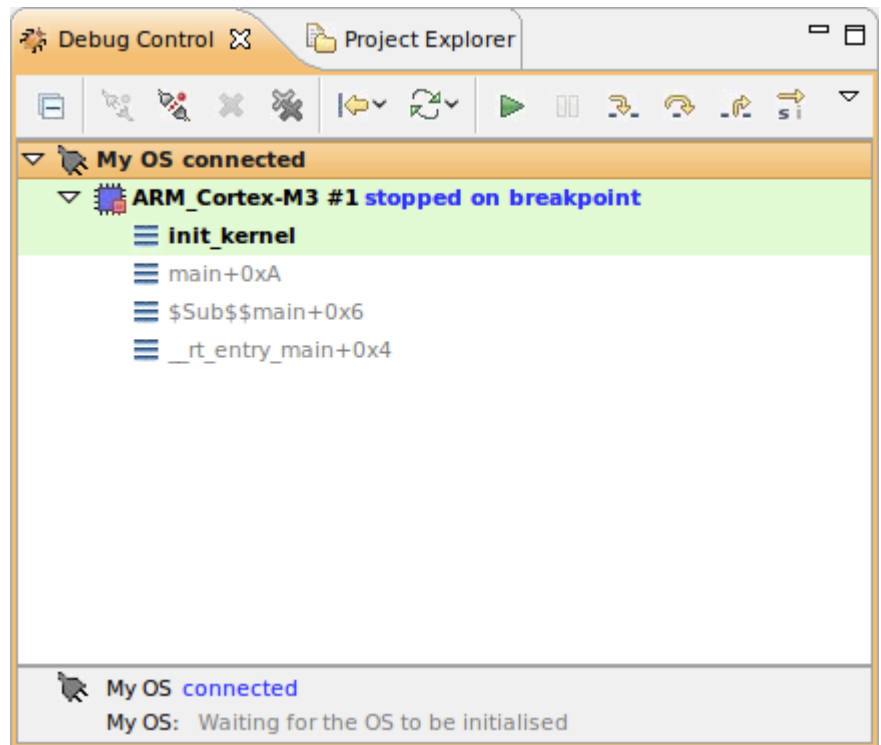 Debug Control Project Explorer
s i
My OS connected
ARM_Cortex-M3 #1 stopped on breakpoint
init_kernel
main+0xA
$Sub$$main+0x6
__rt_entry_main+0x4
My OS connected
My OS: Waiting for the OS to be initialised